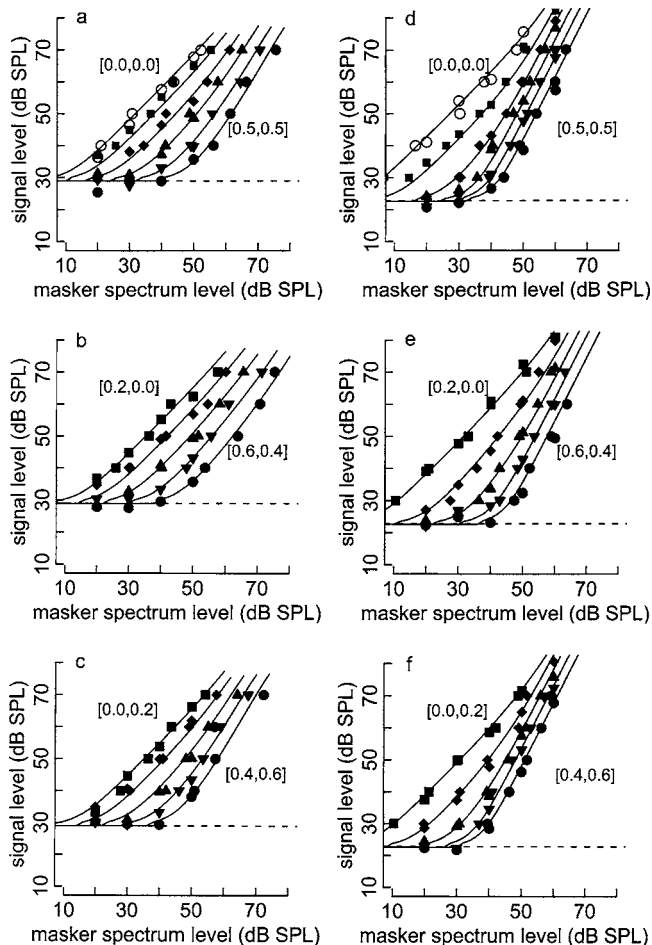 a
[0.0,0.0]
[0.5,0.5]
signal level (dB SPL)
70
50
30
10
10 30 50 70
masker spectrum level (dB SPL)
d
[0.0,0.0]
[0.5,0.5]
signal level (dB SPL)
70
50
30
10
10 30 50 70
masker spectrum level (dB SPL)
b
[0.2,0.0]
[0.6,0.4]
signal level (dB SPL)
70
50
30
10
10 30 50 70
masker spectrum level (dB SPL)
e
[0.2,0.0]
[0.6,0.4]
signal level (dB SPL)
70
50
30
10
10 30 50 70
masker spectrum level (dB SPL)
c
[0.0,0.2]
[0.4,0.6]
signal level (dB SPL)
70
50
30
10
10 30 50 70
masker spectrum level (dB SPL)
f
[0.0,0.2]
[0.4,0.6]
signal level (dB SPL)
70
50
30
10
10 30 50 70
masker spectrum level (dB SPL)